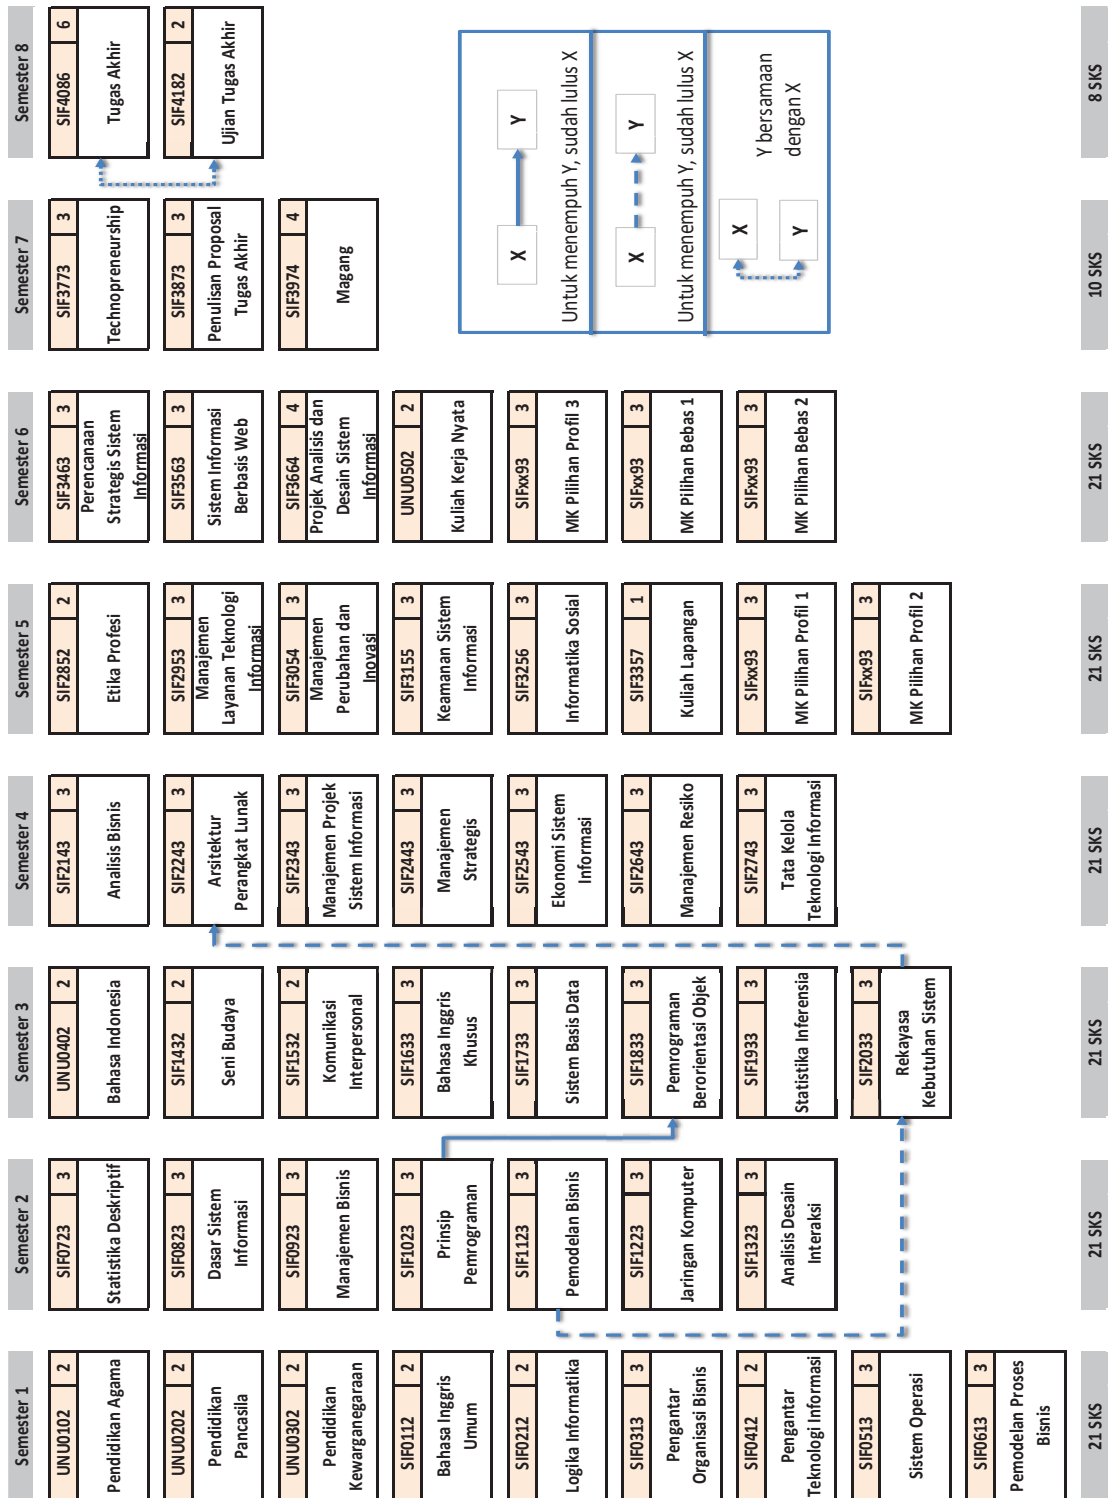 Semester 1
UNU0102 2
Pendidikan Agama
UNU0202 2
Pendidikan
Pancasila
UNU0302 2
Pendidikan
Kewarganegaraan
SIF0112 2
Bahasa Inggris
Umum
SIF0212 2
Logika Informatika
SIF0313 3
Pengantar
Organisasi Bisnis
SIF0412 2
Pengantar
Teknologi Informasi
SIF0513 3
Sistem Operasi
SIF0613 3
Pemodelan Proses
Bisnis
21 SKS
Semester 2
SIF0723 3
Statistika Deskriptif
SIF0823 3
Dasar Sistem
Informasi
SIF0923 3
Manajemen Bisnis
SIF1023 3
Prinsip
Pemrograman
SIF1123 3
Pemodelan Bisnis
SIF1223 3
Jaringan Komputer
SIF1323 3
Analisis Desain
Interaksi
21 SKS
Semester 3
UNU0402 2
Bahasa Indonesia
SIF1432 2
Seni Budaya
SIF1532 2
Komunikasi
Interpersonal
SIF1633 3
Bahasa Inggris
Khusus
SIF1733 3
Sistem Basis Data
SIF1833 3
Pemrograman
Berorientasi Objek
SIF1933 3
Statistika Inferensia
SIF2033 3
Rekayasa
Kebutuhan Sistem
21 SKS
Semester 4
SIF2143 3
Analisis Bisnis
SIF2243 3
Arsitektur
Perangkat Lunak
SIF2343 3
Manajemen Projek
Sistem Informasi
SIF2443 3
Manajemen
Strategis
SIF2543 3
Ekonomi Sistem
Informasi
SIF2643 3
Manajemen Resiko
SIF2743 3
Tata Kelola
Teknologi Informasi
21 SKS
Semester 5
SIF2852 2
Etika Profesi
SIF2953 3
Manajemen
Layanan Teknologi
Informasi
SIF3054 3
Manajemen
Perubahan dan
Inovasi
SIF3155 3
Keamanan Sistem
Informasi
SIF3256 3
Informatika Sosial
SIF3357 1
Kuliah Lapangan
SIFxx93 3
MK Pilihan Profil 1
SIFxx93 3
MK Pilihan Profil 2
21 SKS
Semester 6
SIF3463 3
Perencanaan
Strategis Sistem
Informasi
SIF3563 3
Sistem Informasi
Berbasis Web
SIF3664 4
Projek Analisis dan
Desain Sistem
Informasi
UNU0502 2
Kuliah Kerja Nyata
SIFxx93 3
MK Pilihan Profil 3
SIFxx93 3
MK Pilihan Bebas 1
SIFxx93 3
MK Pilihan Bebas 2
21 SKS
Semester 7
SIF3773 3
Technopreneurship
SIF3873 3
Penulisan Proposal
Tugas Akhir
SIF3974 4
Magang
10 SKS
Semester 8
SIF4086 6
Tugas Akhir
SIF4182 2
Ujian Tugas Akhir
8 SKS
X Y
Untuk menempuh Y, sudah lulus X
X Y
Untuk menempuh Y, sudah lulus X
X
Y
Y bersamaan
dengan X